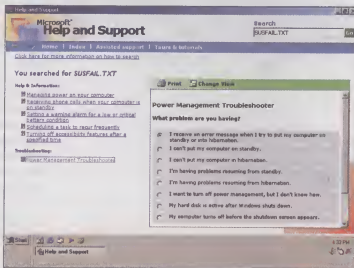 Help and Support
Microsoft
Help and Support
Search
SUSFAIL.TXT
Go
Home | Index | Assisted support | Tours & tutorials
Click here for more information on how to search
You searched for SUSFAIL.TXT
Help & Information:
Managing power on your computer
Receiving phone calls when your computer is on standby
Setting a warning alarm for a low or critical battery condition
Scheduling a task to repeat frequently
Turning off accessibility features after a specified time
Troubleshooting:
Power Management Troubleshooter
Print
Change View
Power Management Troubleshooter
What problem are you having?
I receive an error message when I try to put my computer on standby or into hibernation.
I can't put my computer on standby.
I can't put my computer in hibernation.
I'm having problems resuming from standby.
I'm having problems resuming from hibernation.
I want to turn off power management, but I don't know how.
My hard disk is active after Windows shuts down.
My computer turns off before the shutdown screen appears.
Start
Help and Support